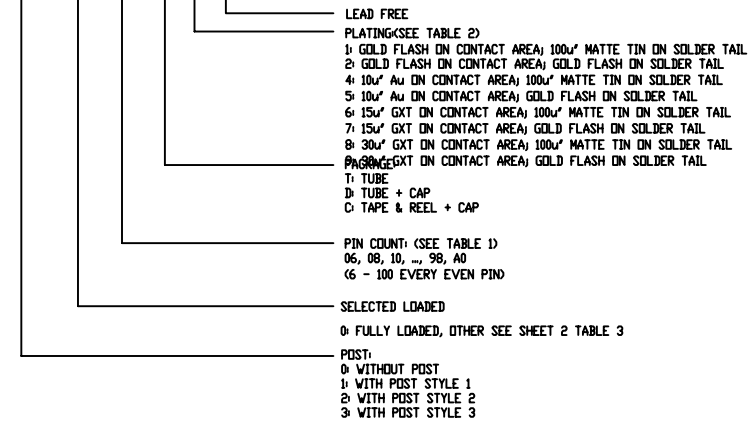 LEAD FREE
PLATING:(SEE TABLE 2)
1: GOLD FLASH ON CONTACT AREA; 100u" MATTE TIN ON SOLDER TAIL
2: GOLD FLASH ON CONTACT AREA; GOLD FLASH ON SOLDER TAIL
4: 10u" Au ON CONTACT AREA; 100u" MATTE TIN ON SOLDER TAIL
5: 10u" Au ON CONTACT AREA; GOLD FLASH ON SOLDER TAIL
6: 15u" GXT ON CONTACT AREA; 100u" MATTE TIN ON SOLDER TAIL
7: 15u" GXT ON CONTACT AREA; GOLD FLASH ON SOLDER TAIL
8: 30u" GXT ON CONTACT AREA; 100u" MATTE TIN ON SOLDER TAIL
9: 30u" GXT ON CONTACT AREA; GOLD FLASH ON SOLDER TAIL
PACKAGE:
T: TUBE
D: TUBE + CAP
C: TAPE & REEL + CAP
PIN COUNT: (SEE TABLE 1)
06, 08, 10, ..., 98, A0
(6 - 100 EVERY EVEN PIN)
SELECTED LOADED
0: FULLY LOADED, OTHER SEE SHEET 2 TABLE 3
POST:
0: WITHOUT POST
1: WITH POST STYLE 1
2: WITH POST STYLE 2
3: WITH POST STYLE 3